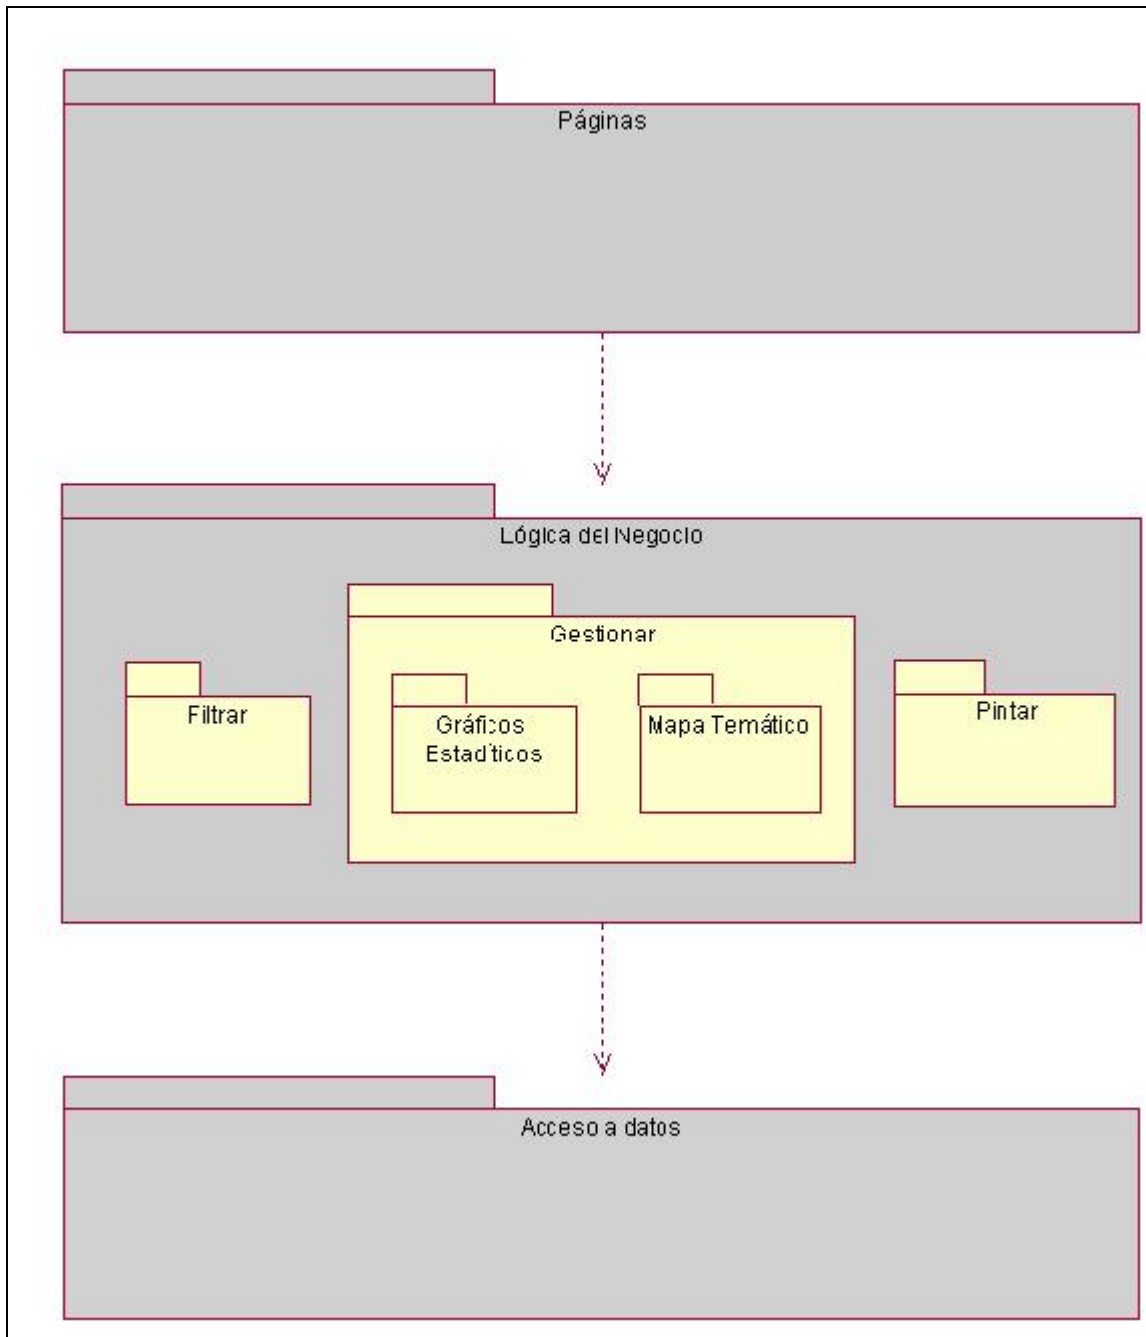 Páginas
Lógica del Negocio
Gestionar
Filtrar
Gráficos
Estadíticos
Mapa Temático
Pintar
Acceso a datos